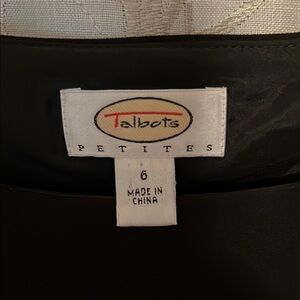 Talbots
PETITES
6
MADE IN
CHINA